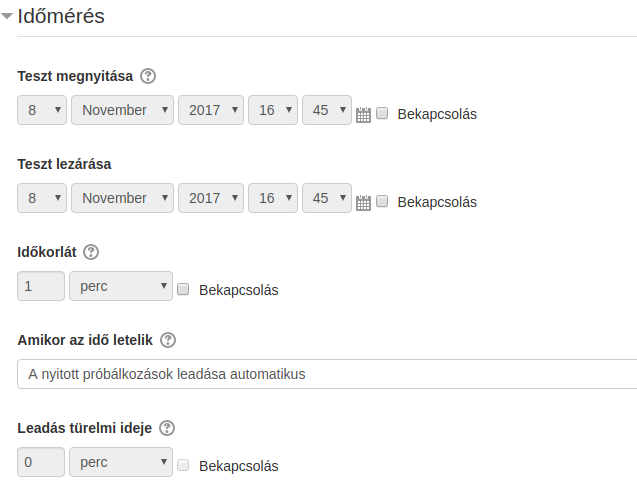 Időmérés
Teszt megnyitása
8 November 2017 16 45 Bekapcsolás
Teszt lezárása
8 November 2017 16 45 Bekapcsolás
Időkorlát
1 perc Bekapcsolás
Amikor az idő letelik
A nyitott próbálkozások leadása automatikus
Leadás türelmi ideje
0 perc Bekapcsolás